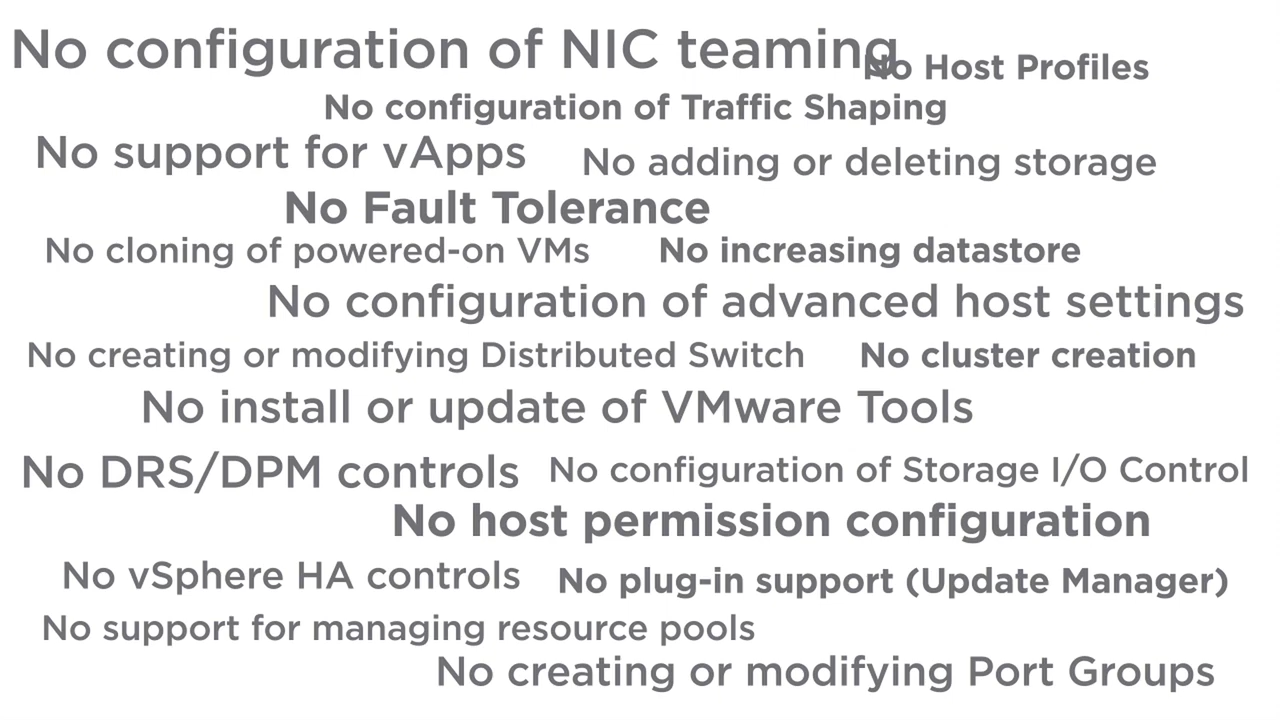 No configuration of NIC teaming
No Host Profiles
No configuration of Traffic Shaping
No support for vApps
No adding or deleting storage
No Fault Tolerance
No cloning of powered-on VMs
No increasing datastore
No configuration of advanced host settings
No creating or modifying Distributed Switch
No cluster creation
No install or update of VMware Tools
No DRS/DPM controls
No configuration of Storage I/O Control
No host permission configuration
No vSphere HA controls
No plug-in support (Update Manager)
No support for managing resource pools
No creating or modifying Port Groups